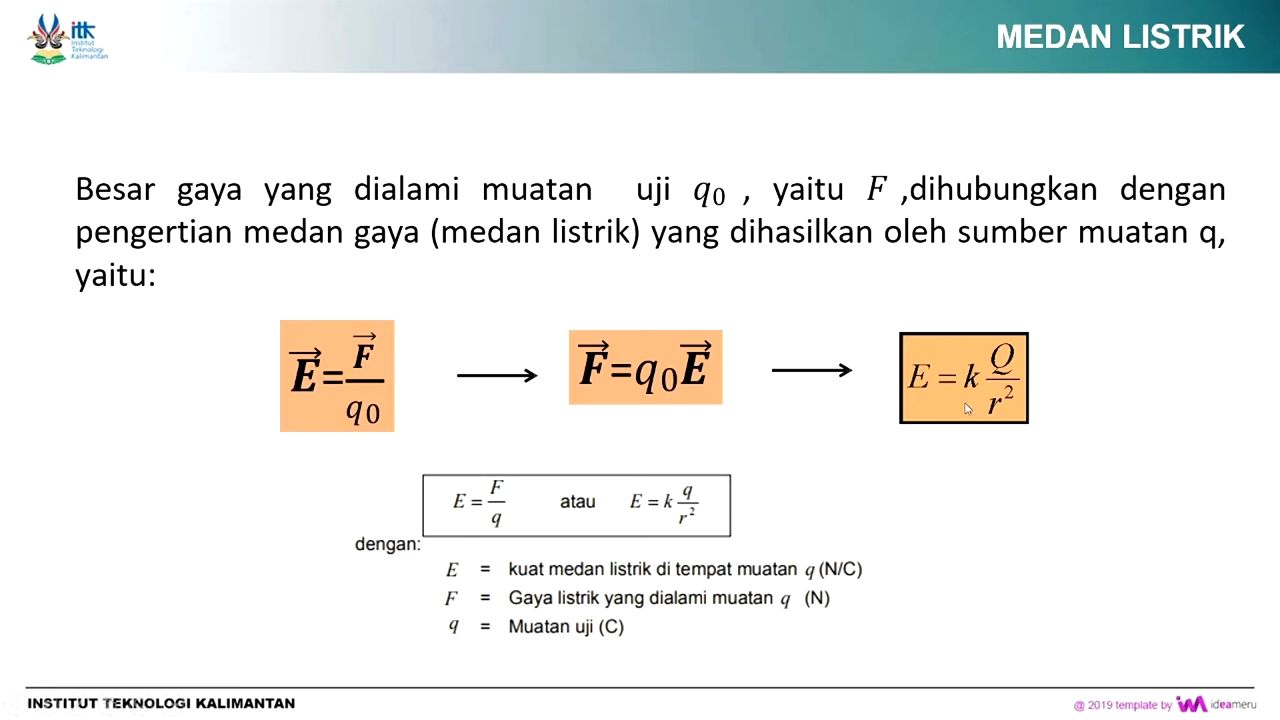 itk
Institut
Teknologi
Kalimantan
MEDAN LISTRIK
Besar gaya yang dialami muatan uji q₀ , yaitu F ,dihubungkan dengan
pengertian medan gaya (medan listrik) yang dihasilkan oleh sumber muatan q,
yaitu:
E⃗=F⃗/q₀ → F⃗=q₀E⃗ → E = k Q/r²
E = F/q atau E = k q/r²
dengan:
E = kuat medan listrik di tempat muatan q (N/C)
F = Gaya listrik yang dialami muatan q (N)
q = Muatan uji (C)
INSTITUT TEKNOLOGI KALIMANTAN
@ 2019 template by ideameru